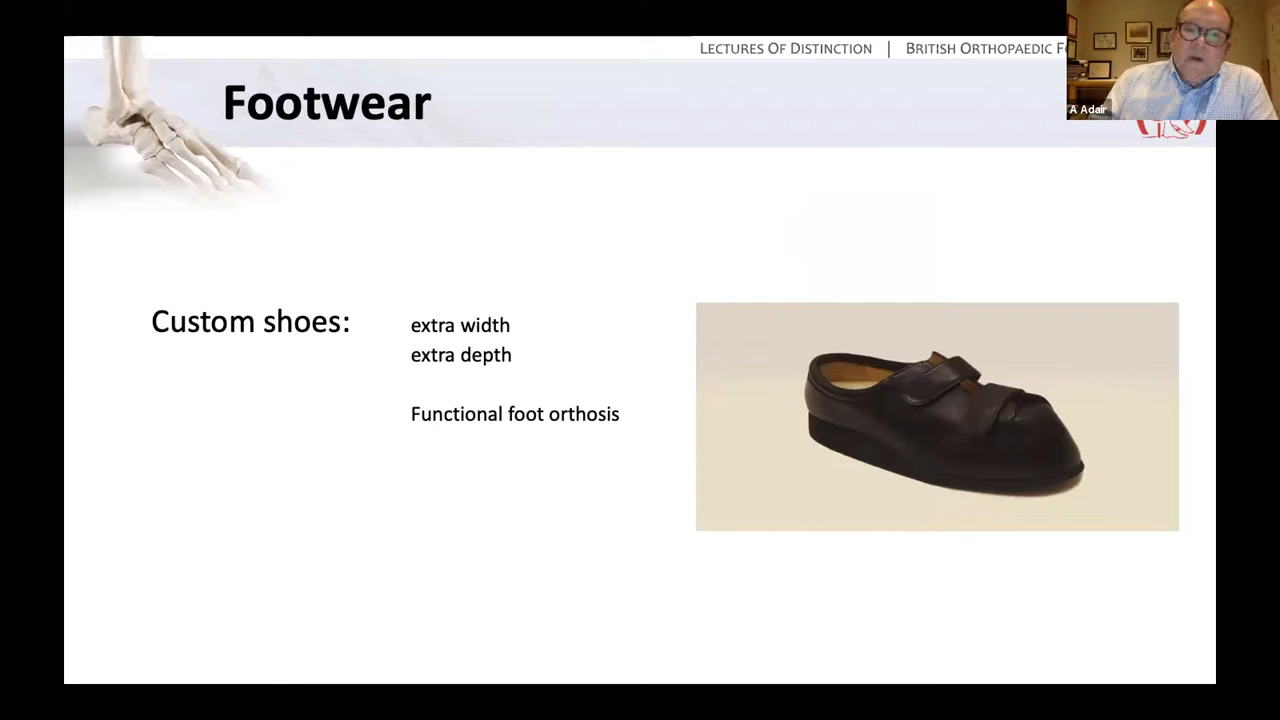 LECTURES OF DISTINCTION | BRITISH ORTHOPAEDIC
A Adair
Footwear
Custom shoes:
extra width
extra depth
Functional foot orthosis